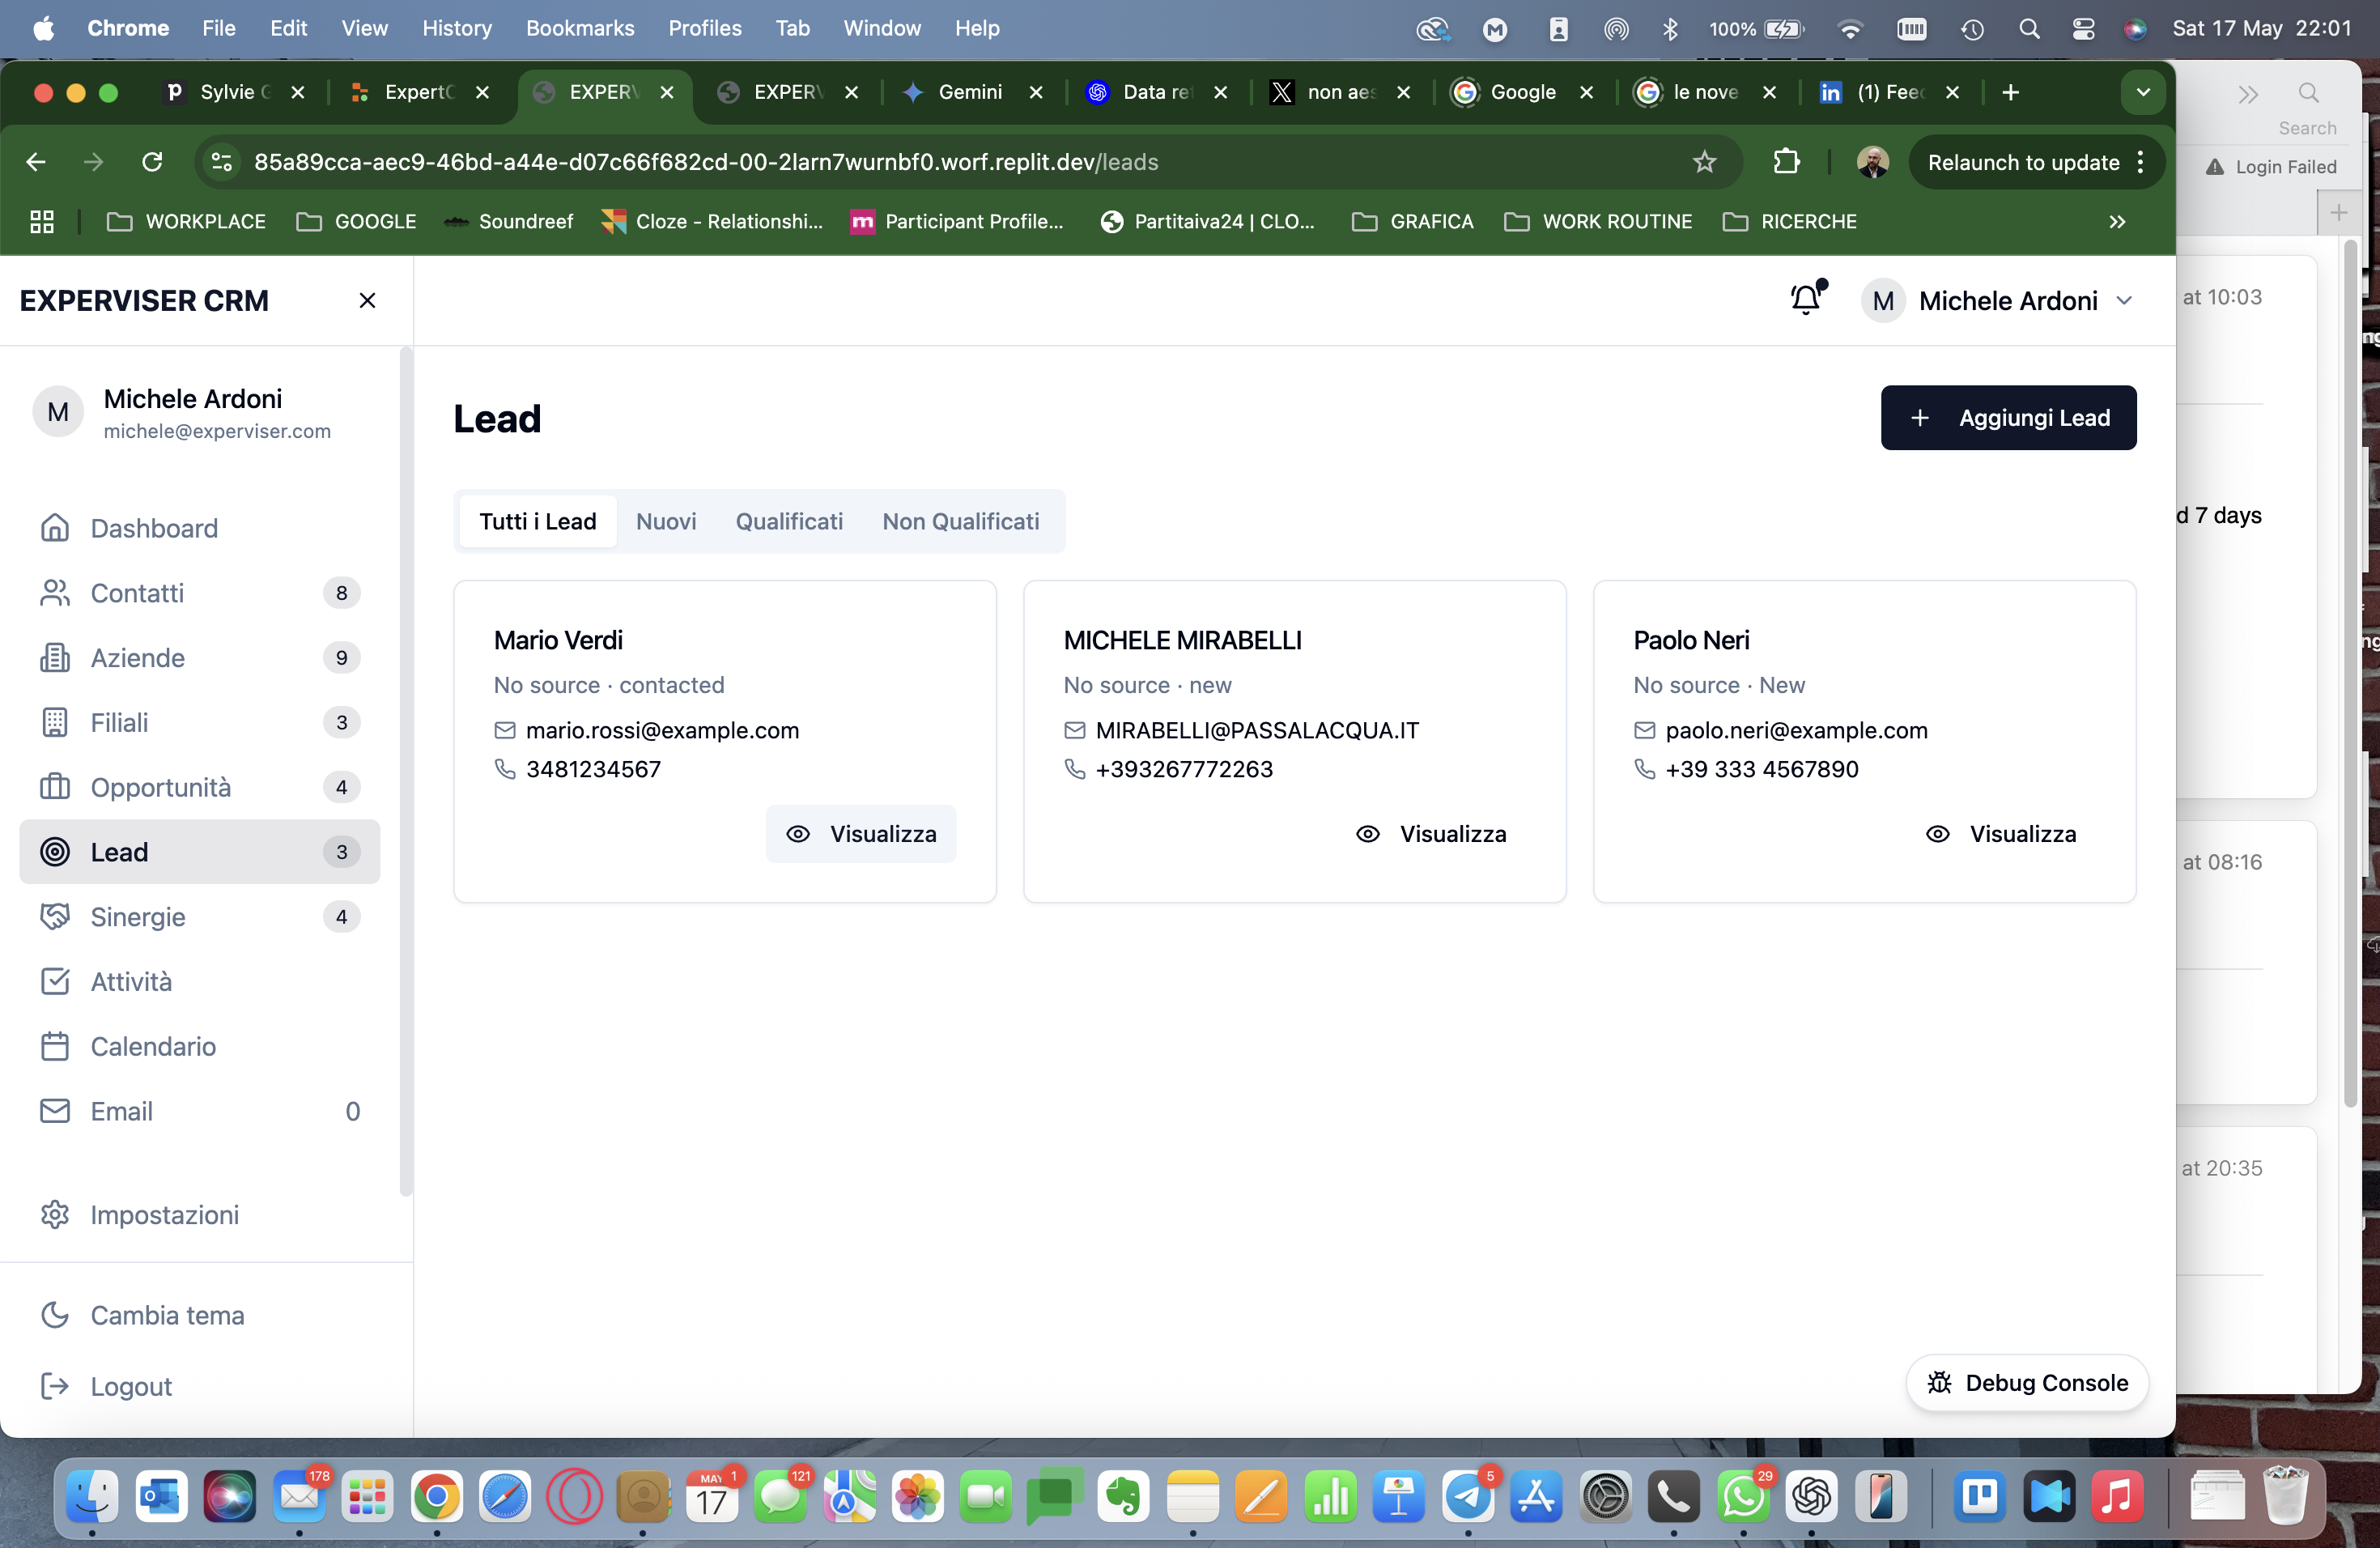 Chrome File Edit View History Bookmarks Profiles Tab Window Help 100% Sat 17 May 22:01
Sylvie G ExpertC EXPERV EXPERV Gemini Data ret non aes Google le nove (1) Feed
Search
85a89cca-aec9-46bd-a44e-d07c66f682cd-00-2larn7wurnbf0.worf.replit.dev/leads Relaunch to update
Login Failed
WORKPLACE GOOGLE Soundreef Cloze - Relationshi... Participant Profile... Partitaiva24 | CLO... GRAFICA WORK ROUTINE RICERCHE
EXPERVISER CRM
M Michele Ardoni
at 10:03
M
Michele Ardoni
michele@experviser.com
Dashboard
Contatti 8
Aziende 9
Filiali 3
Opportunità 4
Lead 3
Sinergie 4
Attività
Calendario
Email 0
Impostazioni
Cambia tema
Logout
Lead
+ Aggiungi Lead
Tutti i Lead Nuovi Qualificati Non Qualificati
Mario Verdi
No source · contacted
mario.rossi@example.com
3481234567
Visualizza
MICHELE MIRABELLI
No source · new
MIRABELLI@PASSALACQUA.IT
+393267772263
Visualizza
Paolo Neri
No source · New
paolo.neri@example.com
+39 333 4567890
Visualizza
Debug Console
d 7 days
at 08:16
at 20:35
178
MAY 1
17
121
5
29